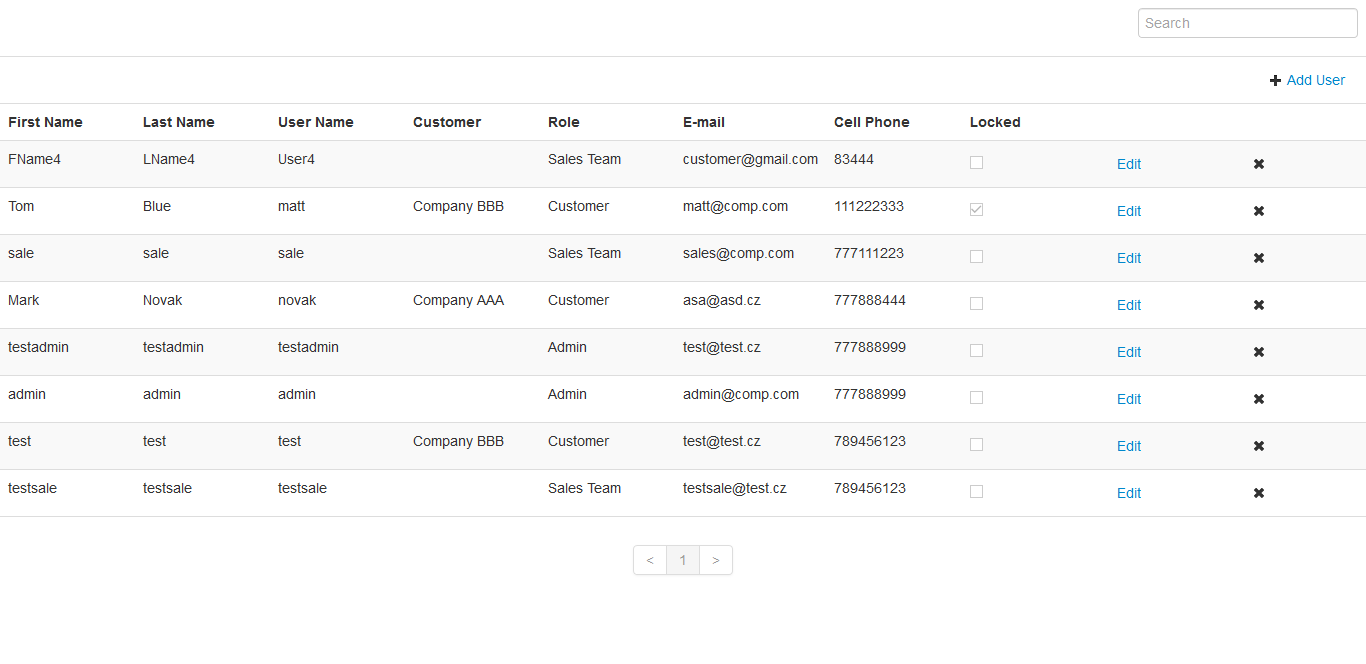 Search
Add User
First Name Last Name User Name Customer Role E-mail Cell Phone Locked
FName4 LName4 User4 Sales Team customer@gmail.com 83444 Edit
Tom Blue matt Company BBB Customer matt@comp.com 111222333 Edit
sale sale sale Sales Team sales@comp.com 777111223 Edit
Mark Novak novak Company AAA Customer asa@asd.cz 777888444 Edit
testadmin testadmin testadmin Admin test@test.cz 777888999 Edit
admin admin admin Admin admin@comp.com 777888999 Edit
test test test Company BBB Customer test@test.cz 789456123 Edit
testsale testsale testsale Sales Team testsale@test.cz 789456123 Edit
< 1 >